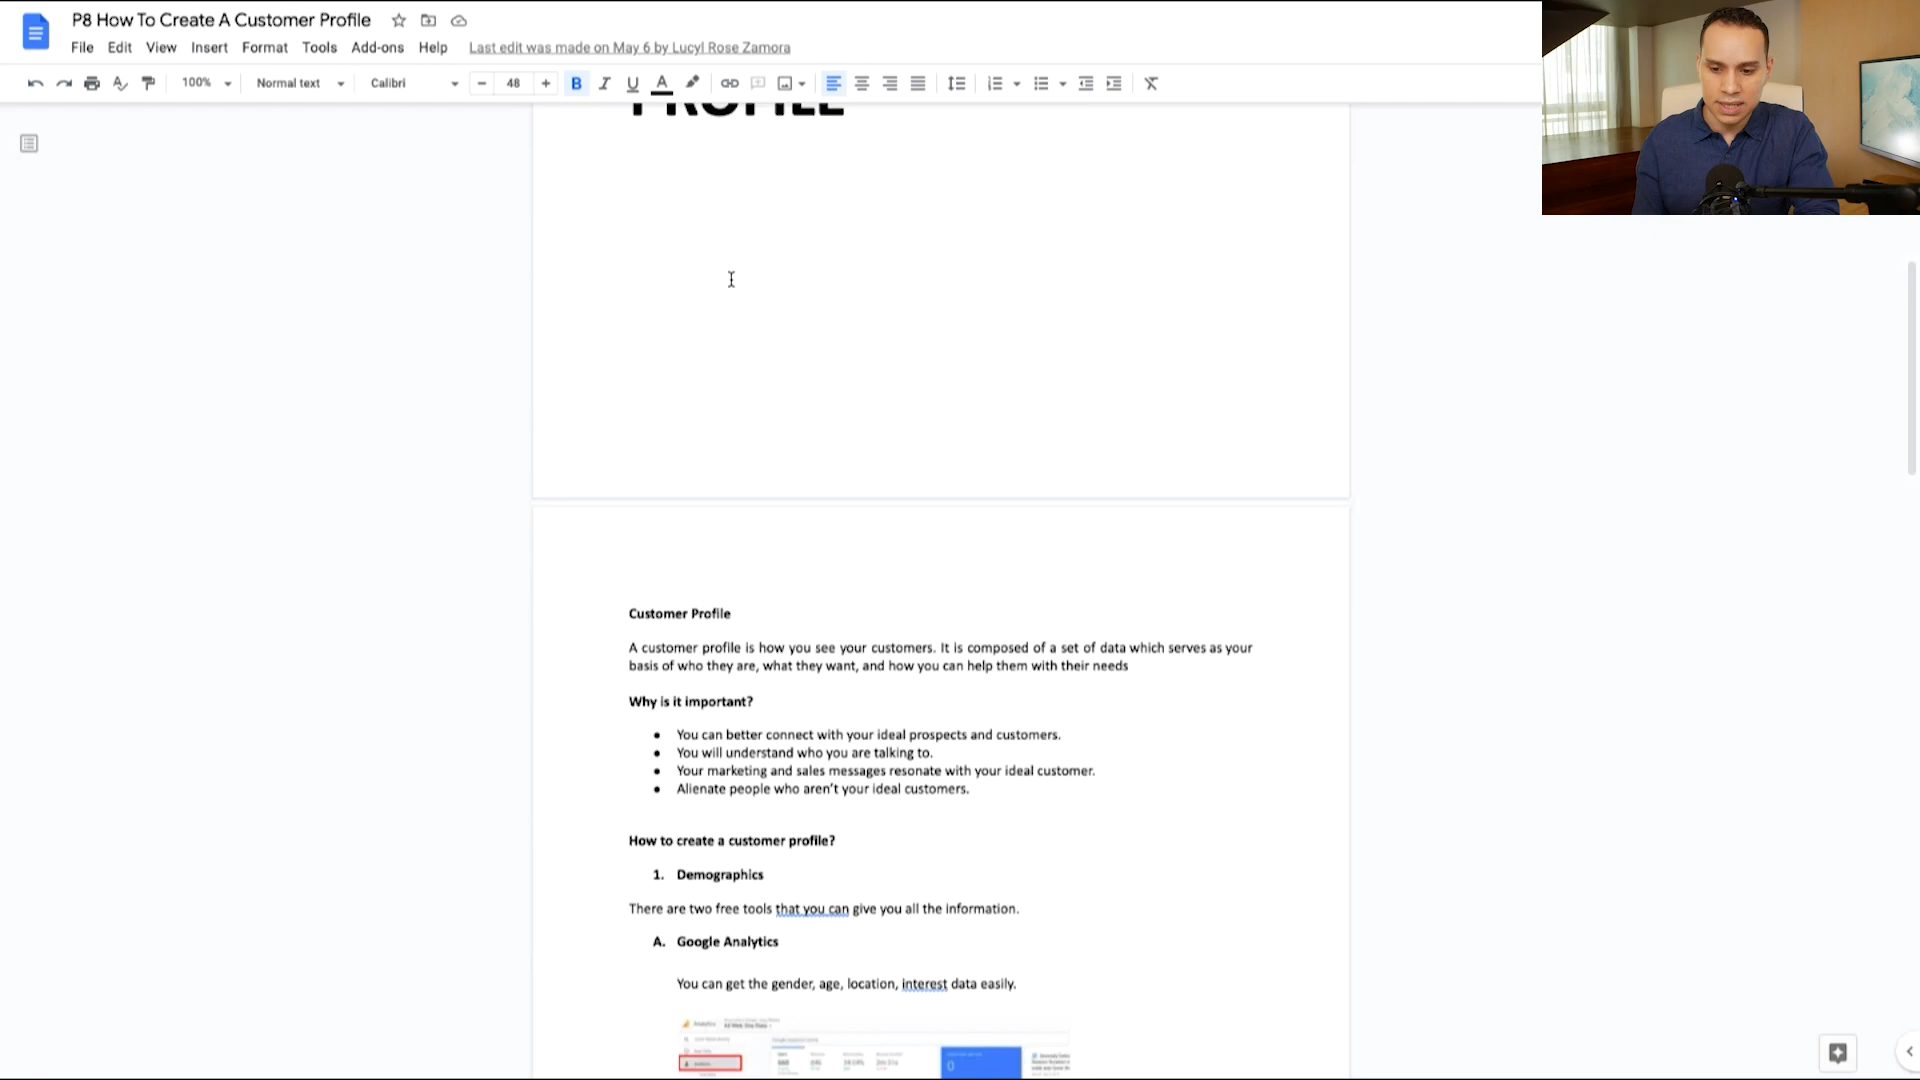 P8 How To Create A Customer Profile
File Edit View Insert Format Tools Add-ons Help Last edit was made on May 6 by Lucyl Rose Zamora
100% Normal text Calibri 48 B I U A
PROFILE
Customer Profile
A customer profile is how you see your customers. It is composed of a set of data which serves as your
basis of who they are, what they want, and how you can help them with their needs
Why is it important?
● You can better connect with your ideal prospects and customers.
● You will understand who you are talking to.
● Your marketing and sales messages resonate with your ideal customer.
● Alienate people who aren't your ideal customers.
How to create a customer profile?
1. Demographics
There are two free tools that you can give you all the information.
A. Google Analytics
You can get the gender, age, location, interest data easily.
Analytics